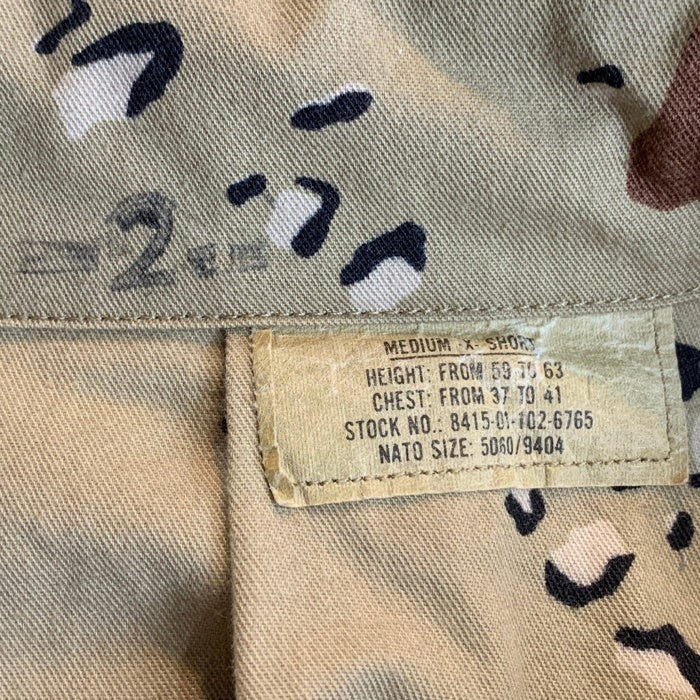 2
MEDIUM -X- SHORT
HEIGHT: FROM 59 TO 63
CHEST: FROM 37 TO 41
STOCK NO.: 8415-01-102-6765
NATO SIZE: 5060/9404